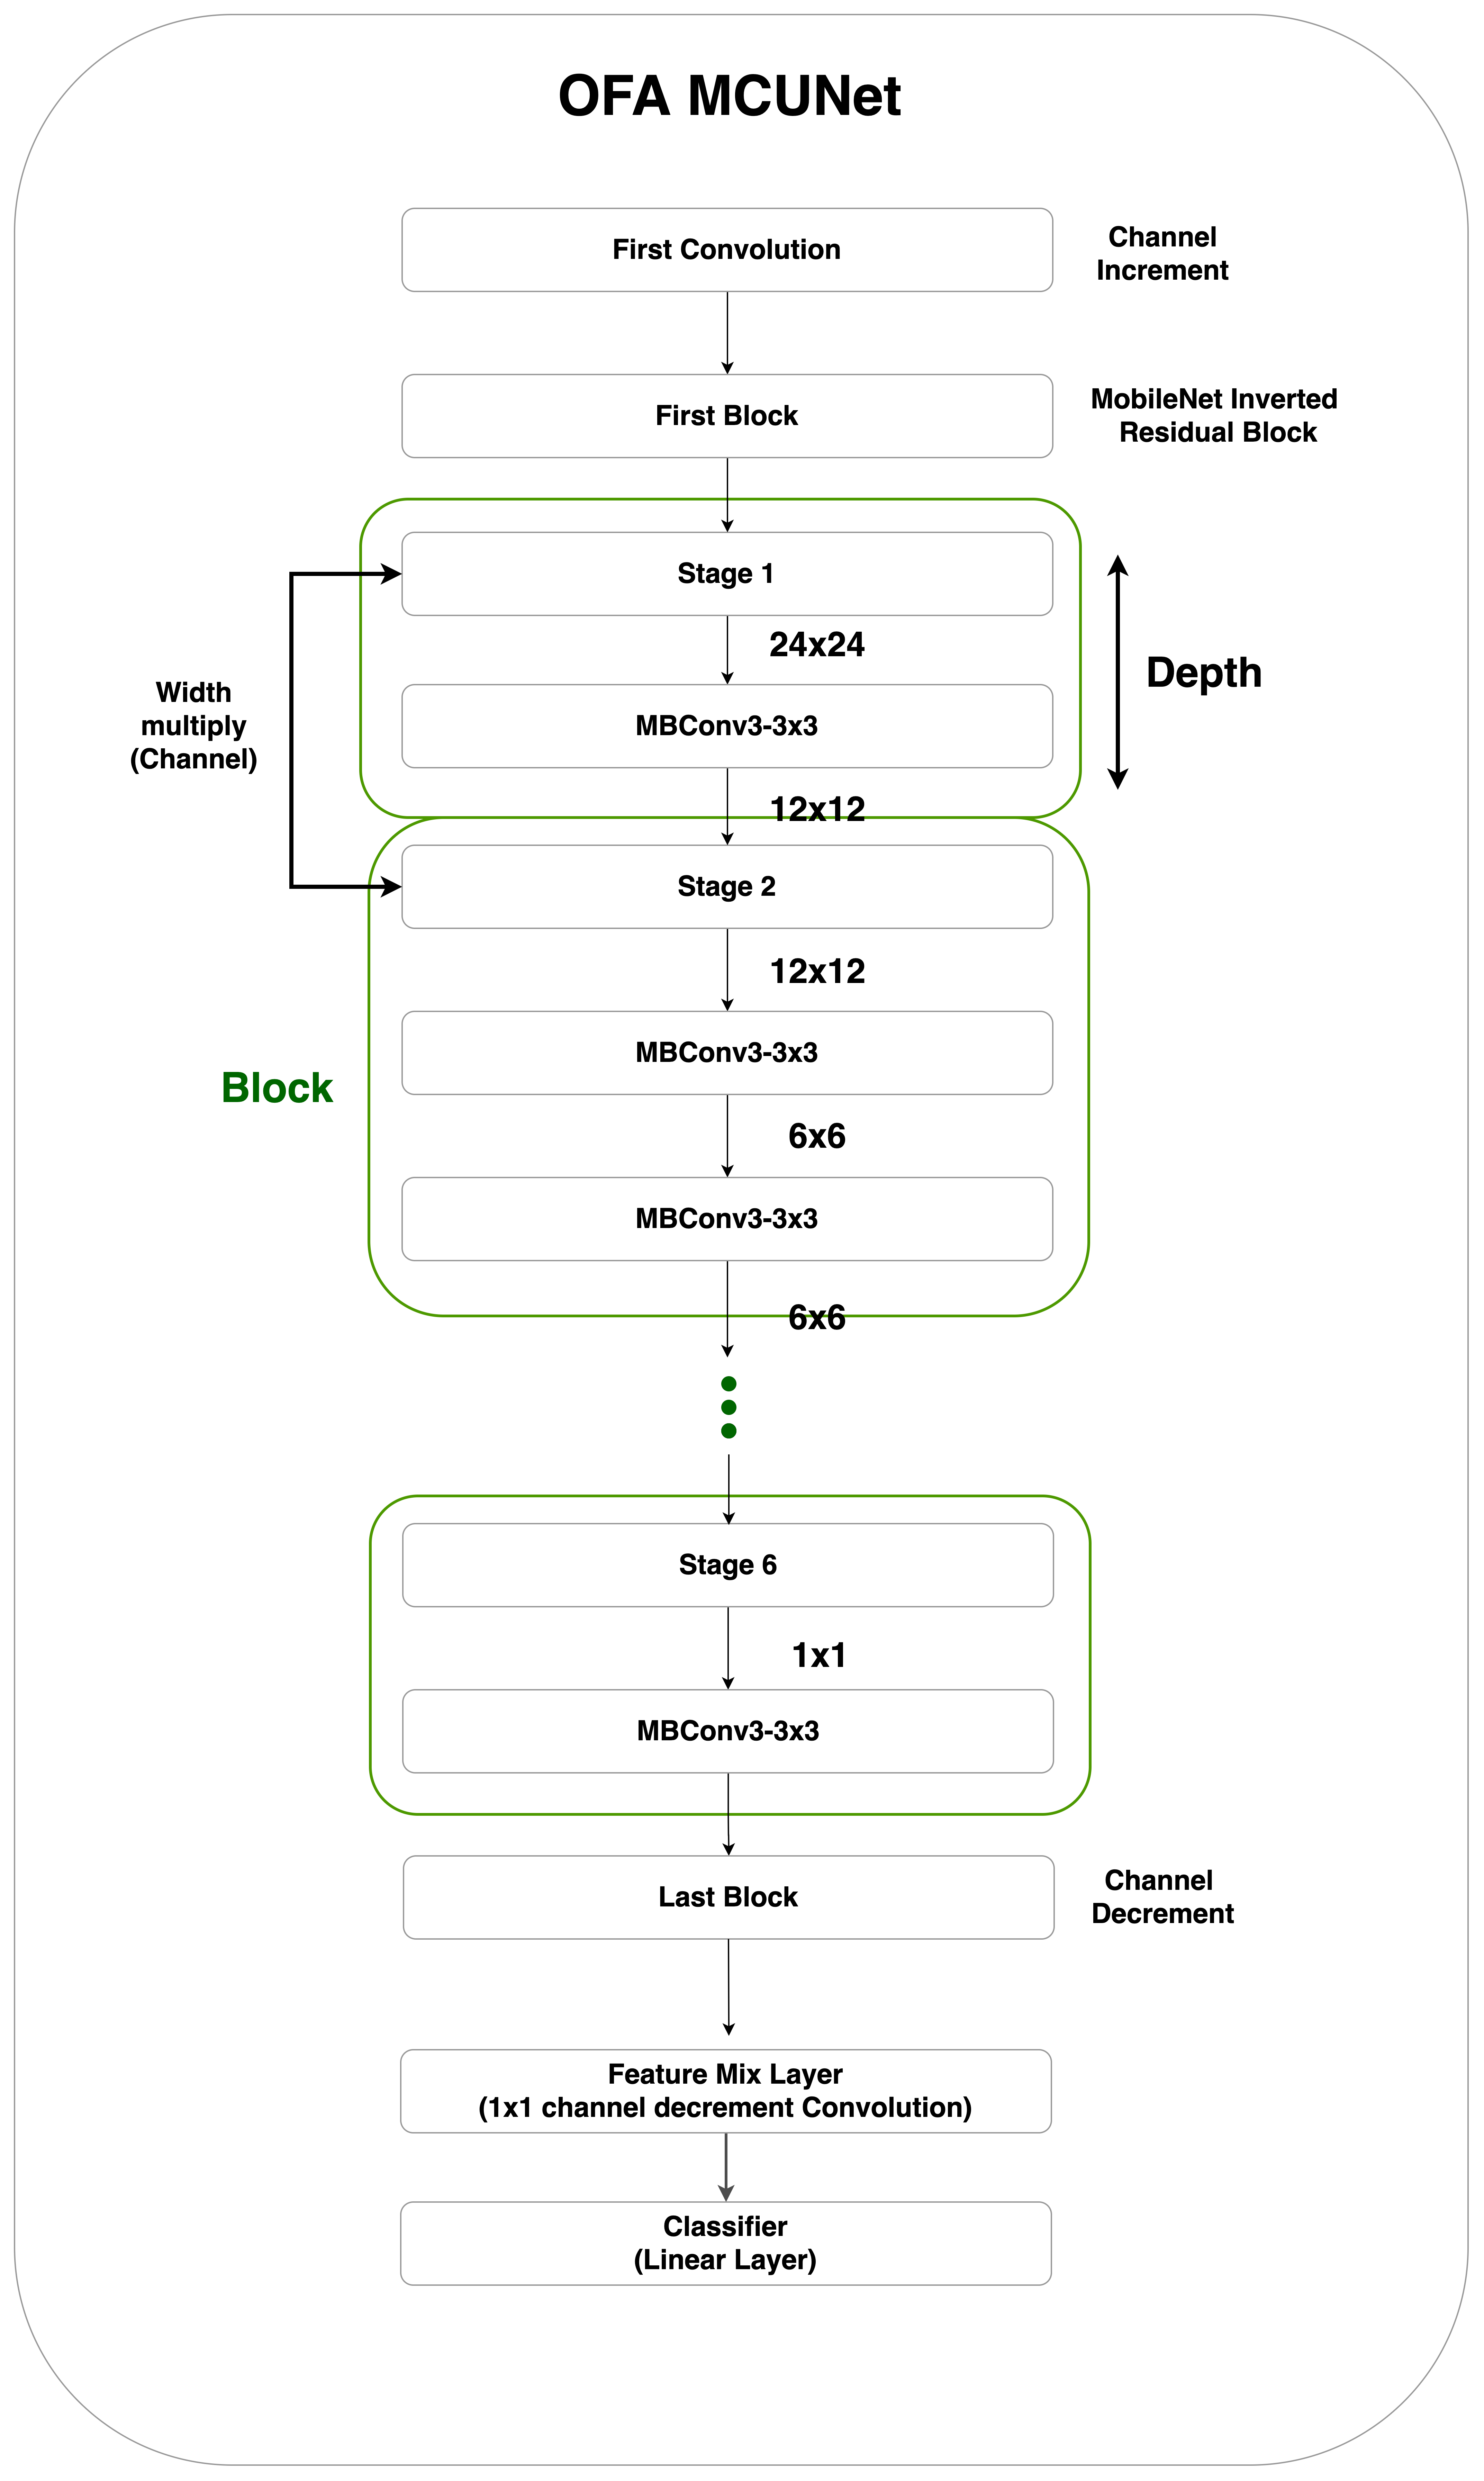 OFA MCUNet
First Convolution
Channel
Increment
First Block
MobileNet Inverted
Residual Block
Stage 1
24x24
Depth
Width
multiply
(Channel)
MBConv3-3x3
12x12
Stage 2
12x12
MBConv3-3x3
Block
6x6
MBConv3-3x3
6x6
Stage 6
1x1
MBConv3-3x3
Last Block
Channel
Decrement
Feature Mix Layer
(1x1 channel decrement Convolution)
Classifier
(Linear Layer)